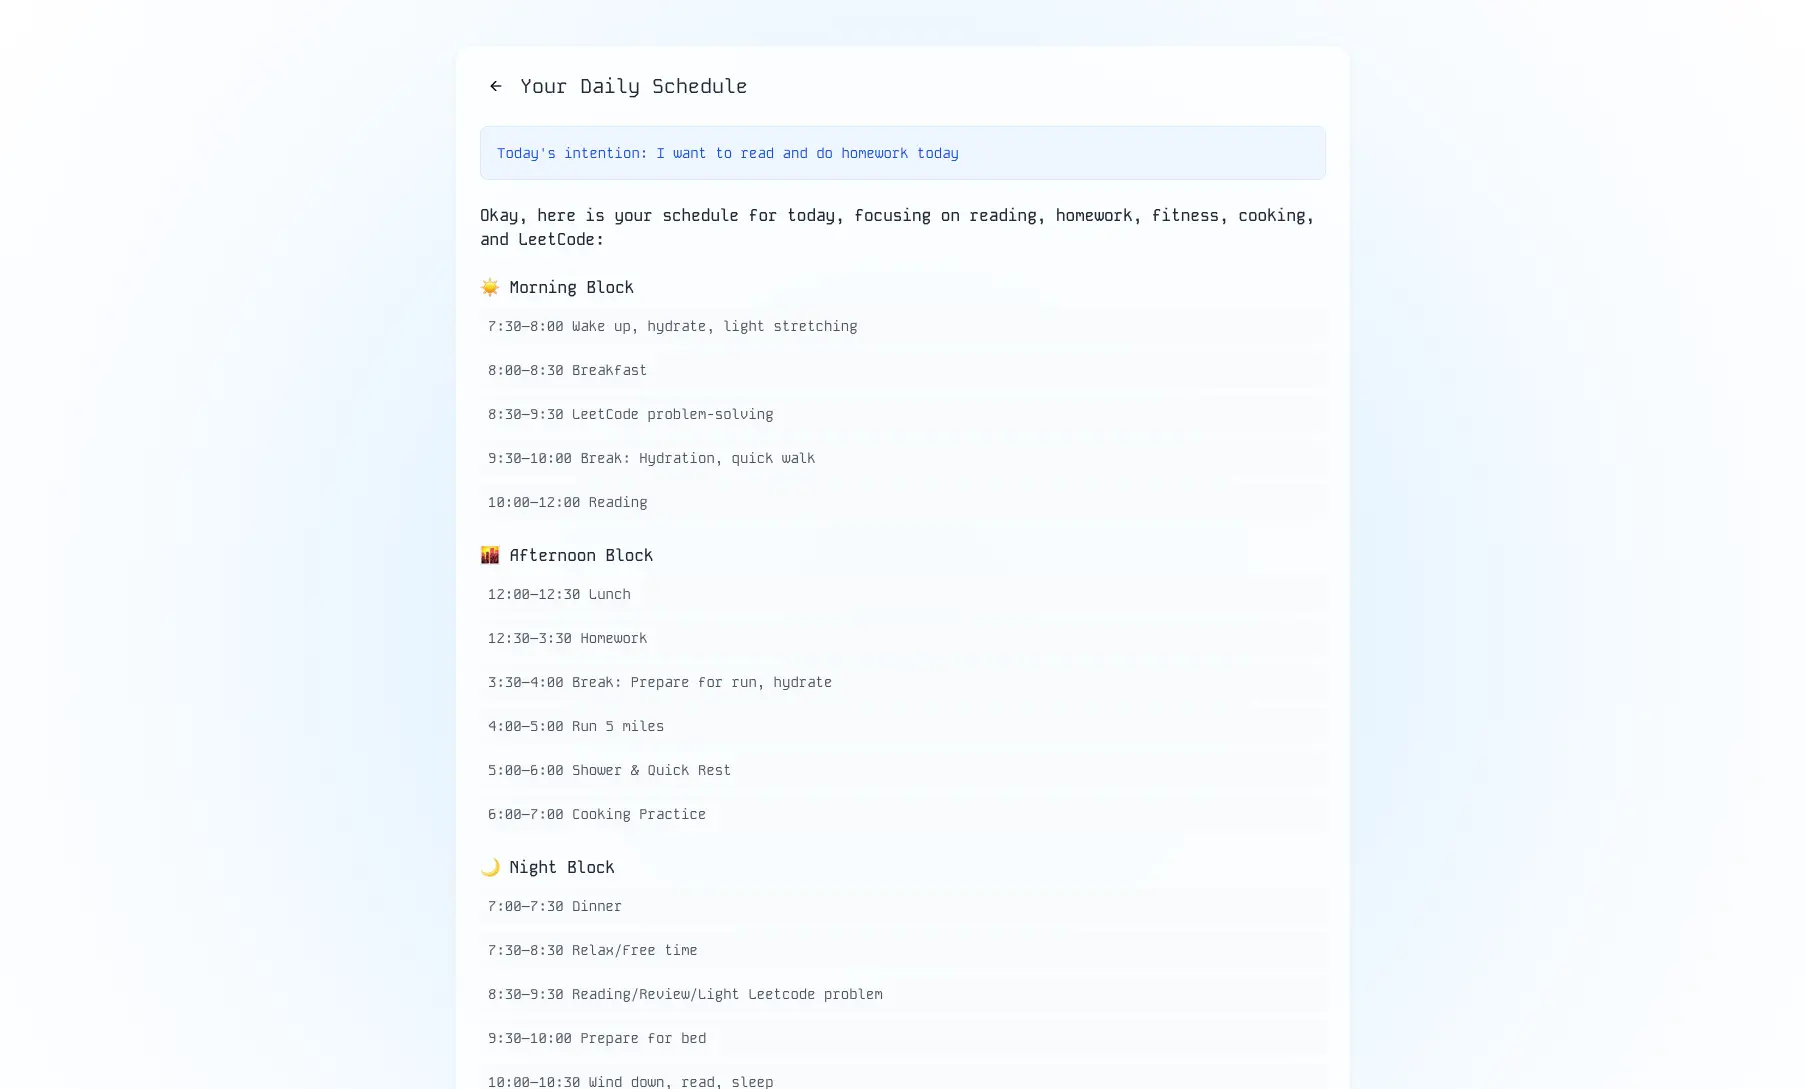 ← Your Daily Schedule
Today's intention: I want to read and do homework today
Okay, here is your schedule for today, focusing on reading, homework, fitness, cooking,
and LeetCode:
☀️ Morning Block
7:30–8:00 Wake up, hydrate, light stretching
8:00–8:30 Breakfast
8:30–9:30 LeetCode problem-solving
9:30–10:00 Break: Hydration, quick walk
10:00–12:00 Reading
🌇 Afternoon Block
12:00–12:30 Lunch
12:30–3:30 Homework
3:30–4:00 Break: Prepare for run, hydrate
4:00–5:00 Run 5 miles
5:00–6:00 Shower & Quick Rest
6:00–7:00 Cooking Practice
🌙 Night Block
7:00–7:30 Dinner
7:30–8:30 Relax/Free time
8:30–9:30 Reading/Review/Light Leetcode problem
9:30–10:00 Prepare for bed
10:00–10:30 Wind down, read, sleep